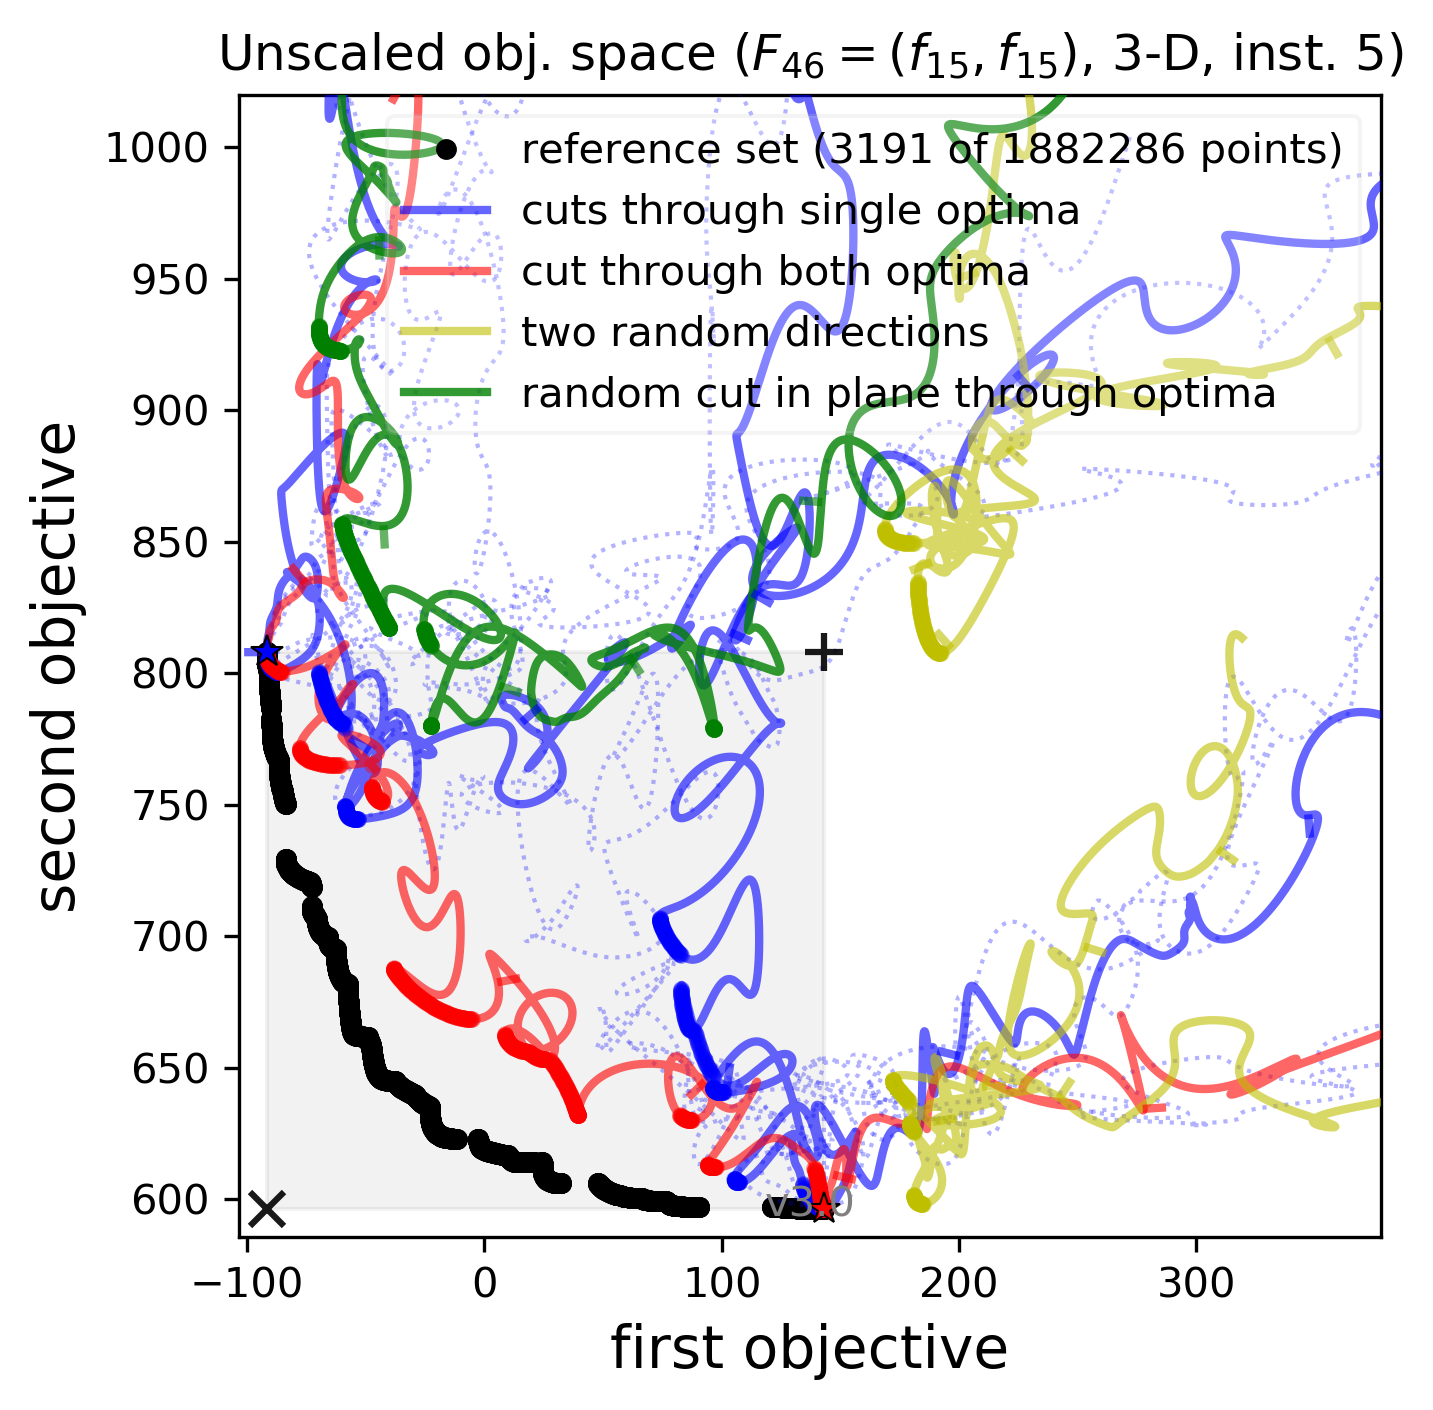 Unscaled obj. space (F₄₆ = (f₁₅, f₁₅), 3-D, inst. 5)
reference set (3191 of 1882286 points)
cuts through single optima
cut through both optima
two random directions
random cut in plane through optima
1000
950
900
850
800
750
700
650
600
second objective
v3.0
−100 0 100 200 300
first objective